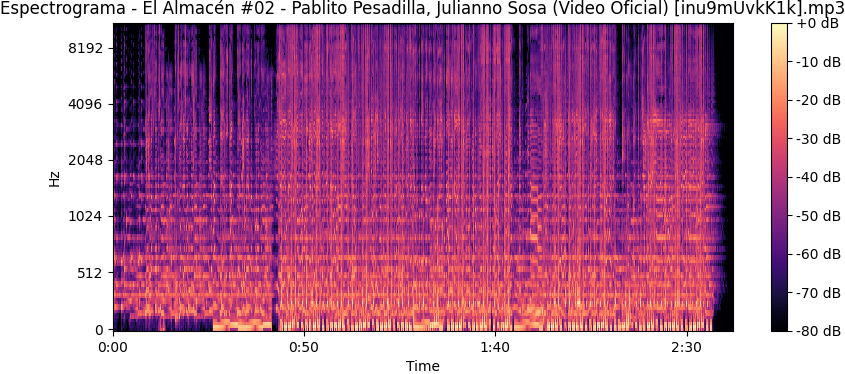 Espectrograma - El Almacén #02 - Pablito Pesadilla, Julianno Sosa (Video Oficial) [inu9mUvkK1k].mp3
+0 dB
8192
-10 dB
4096
-20 dB
-30 dB
2048
-40 dB
Hz
1024
-50 dB
-60 dB
512
-70 dB
0
-80 dB
0:00
0:50
1:40
2:30
Time